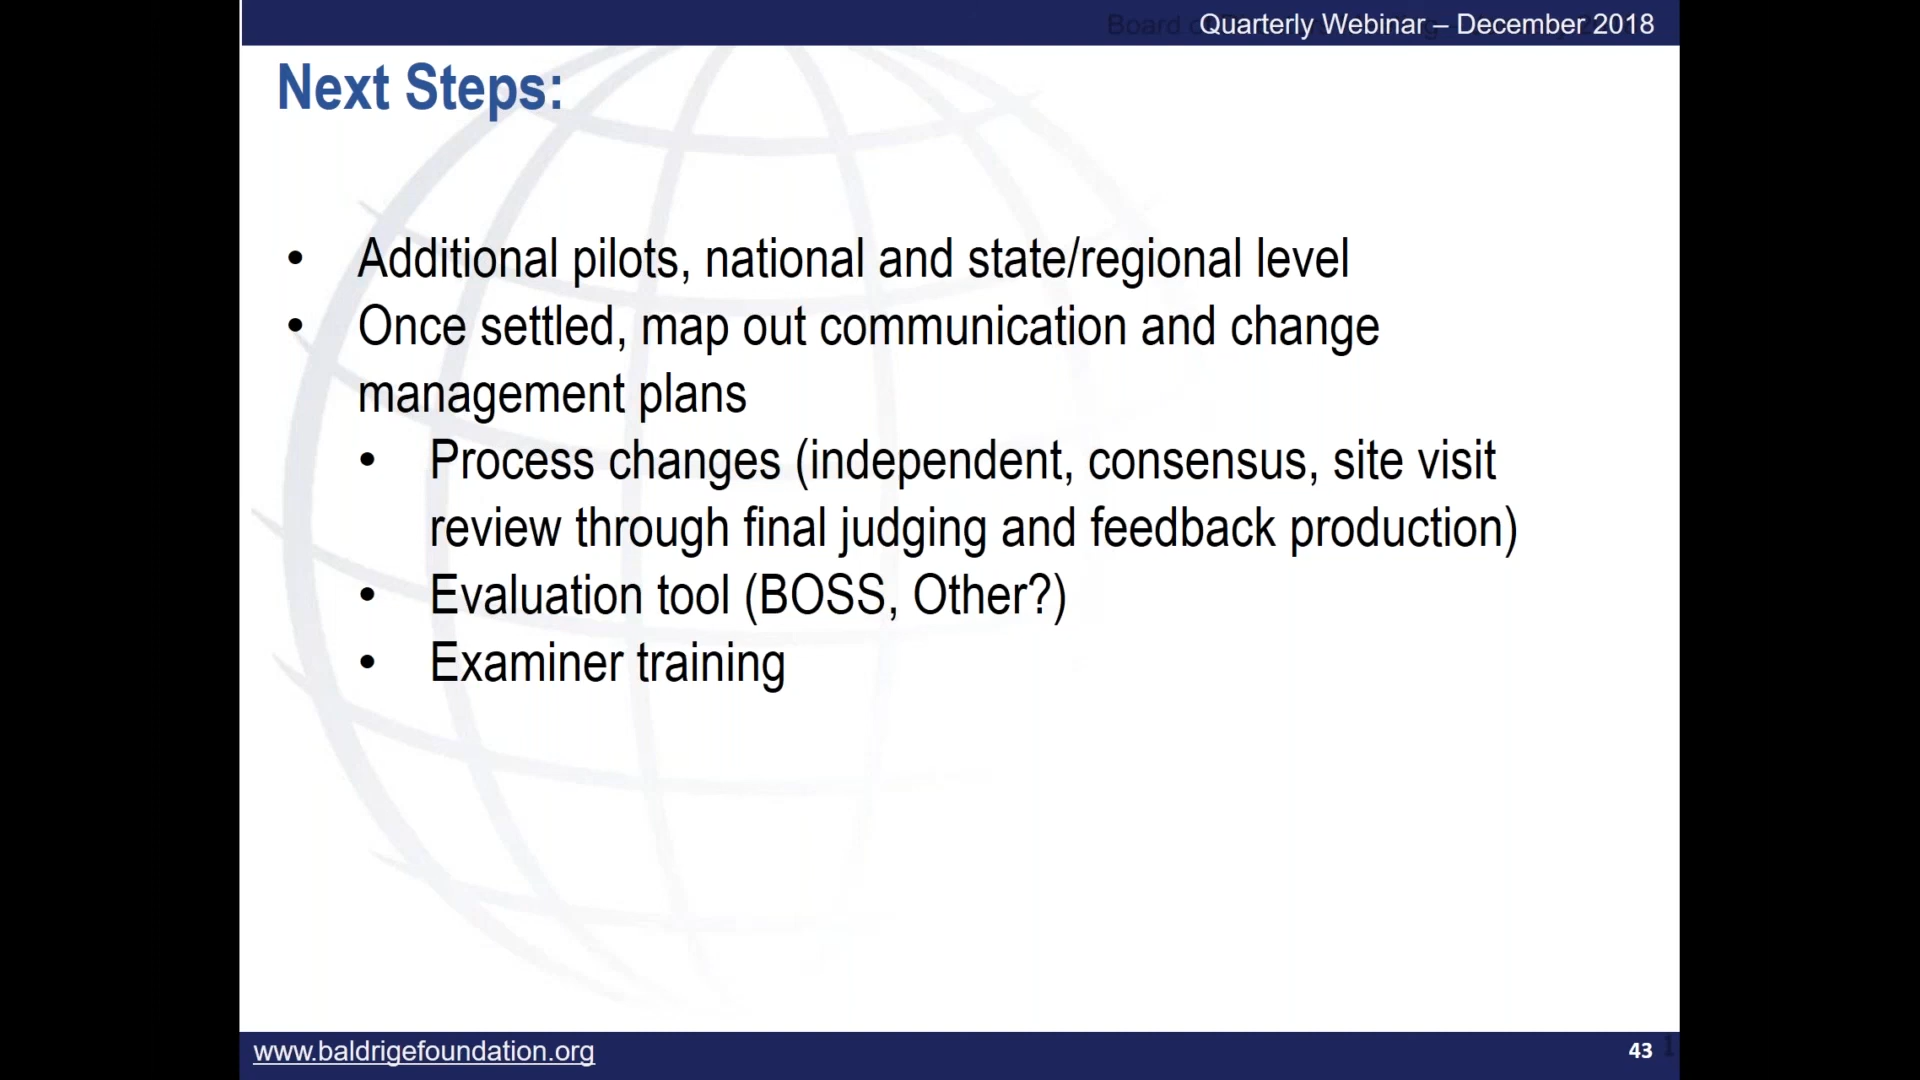 Quarterly Webinar – December 2018
Next Steps:
• Additional pilots, national and state/regional level
• Once settled, map out communication and change
management plans
• Process changes (independent, consensus, site visit
review through final judging and feedback production)
• Evaluation tool (BOSS, Other?)
• Examiner training
www.baldrigefoundation.org
43